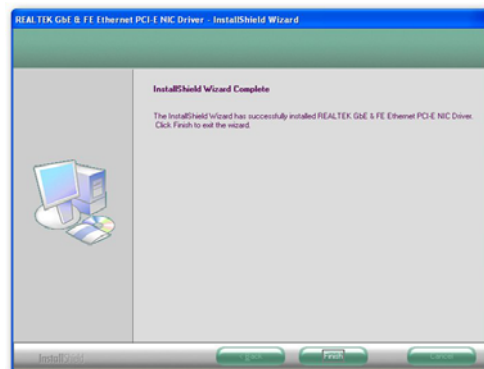 REALTEK GbE & FE Ethernet PCI-E NIC Driver - InstallShield Wizard
InstallShield Wizard Complete
The InstallShield Wizard has successfully installed REALTEK GbE & FE Ethernet PCI-E NIC Driver.
Click Finish to exit the wizard.
InstallShield
< Back
Finish
Cancel